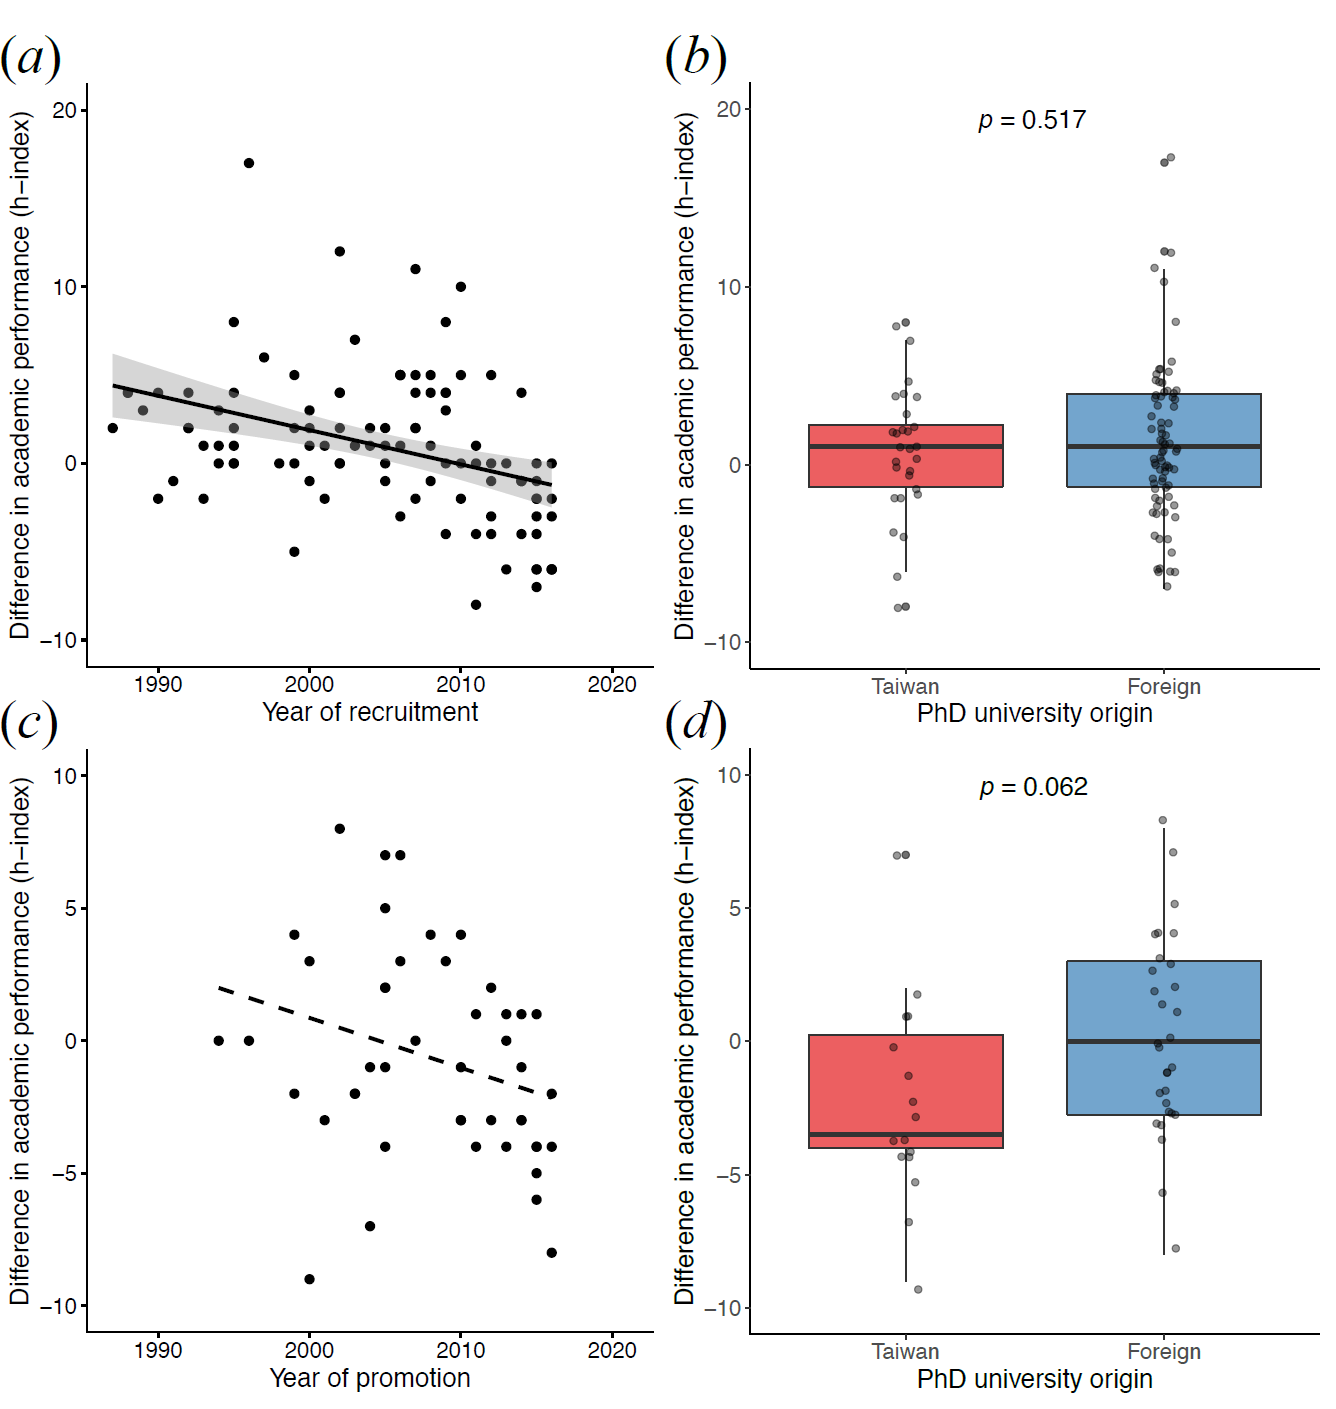 (a)
Difference in academic performance (h−index)
20
10
0
−10
1990 2000 2010 2020
Year of recruitment
(b)
p = 0.517
Difference in academic performance (h−index)
20
10
0
−10
Taiwan Foreign
PhD university origin
(c)
Difference in academic performance (h−index)
10
5
0
−5
−10
1990 2000 2010 2020
Year of promotion
(d)
p = 0.062
Difference in academic performance (h−index)
10
5
0
−5
−10
Taiwan Foreign
PhD university origin